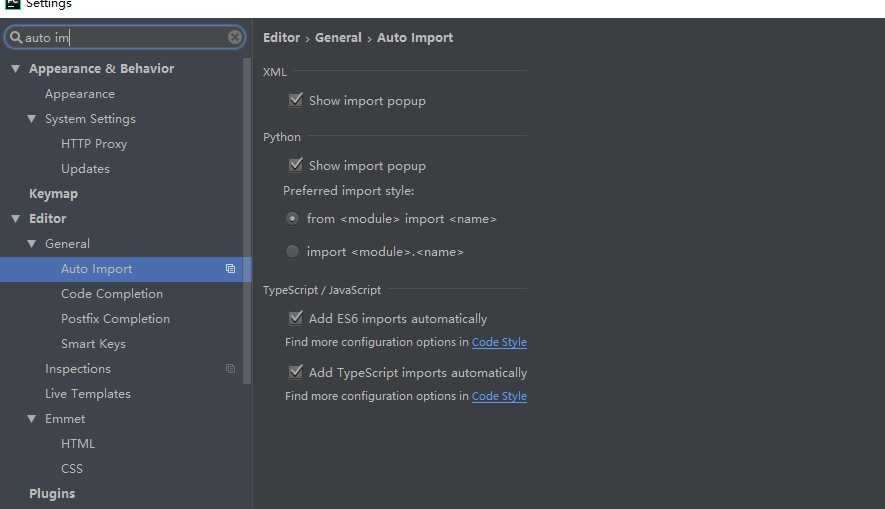 Settings
auto im
Appearance & Behavior
Appearance
System Settings
HTTP Proxy
Updates
Keymap
Editor
General
Auto Import
Code Completion
Postfix Completion
Smart Keys
Inspections
Live Templates
Emmet
HTML
CSS
Plugins
Editor › General › Auto Import
XML
Show import popup
Python
Show import popup
Preferred import style:
from <module> import <name>
import <module>.<name>
TypeScript / JavaScript
Add ES6 imports automatically
Find more configuration options in Code Style
Add TypeScript imports automatically
Find more configuration options in Code Style